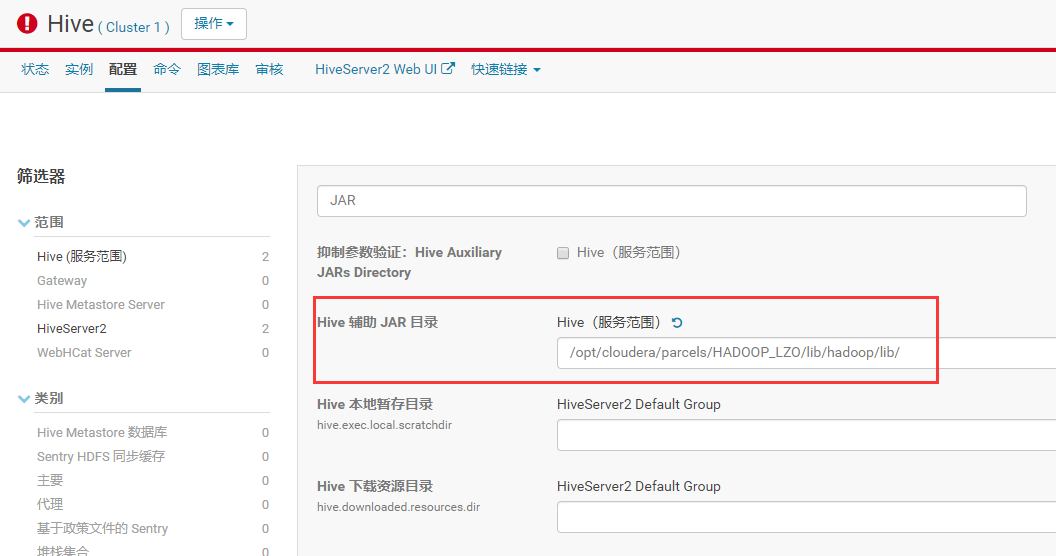 Hive ( Cluster 1 ) 操作
状态 实例 配置 命令 图表库 审核 HiveServer2 Web UI 快速链接
筛选器
范围
Hive (服务范围) 2
Gateway 0
Hive Metastore Server 0
HiveServer2 2
WebHCat Server 0
类别
Hive Metastore 数据库 0
Sentry HDFS 同步缓存 0
主要 0
代理 0
基于政策文件的 Sentry 0
堆栈集合 0
JAR
抑制参数验证：Hive Auxiliary
JARs Directory
Hive（服务范围）
Hive 辅助 JAR 目录
Hive（服务范围）
/opt/cloudera/parcels/HADOOP_LZO/lib/hadoop/lib/
Hive 本地暂存目录
hive.exec.local.scratchdir
HiveServer2 Default Group
Hive 下载资源目录
hive.downloaded.resources.dir
HiveServer2 Default Group